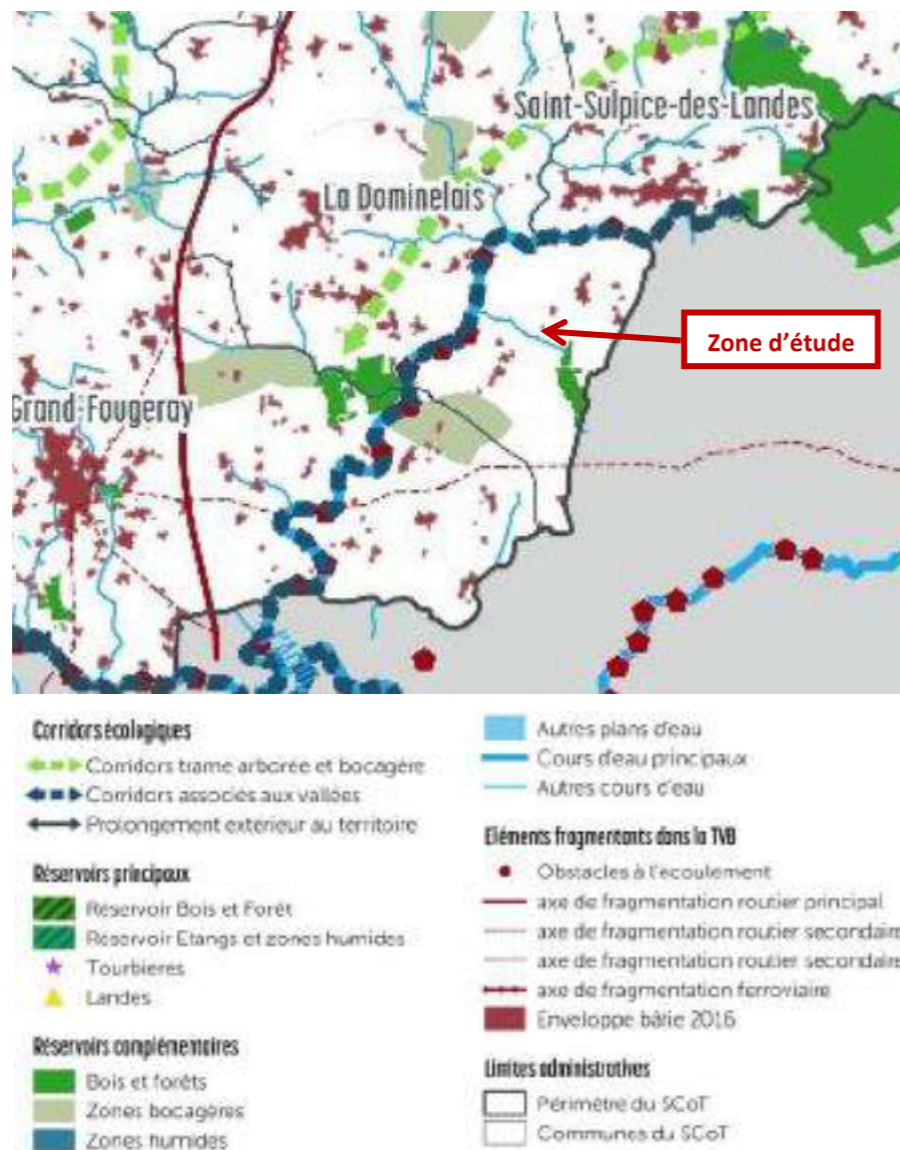 Saint-Sulpice-des-Landes
La Dominelais
Zone d'étude
Grand-Fougeray
Corridors écologiques
Corridors trame arborée et bocagère
Corridors associés aux vallées
Prolongement extérieur au territoire
Réservoirs principaux
Réservoir Bois et Forêt
Réservoir Etangs et zones humides
Tourbières
Landes
Réservoirs complémentaires
Bois et forêts
Zones bocagères
Zones humides
Autres plans d'eau
Cours d'eau principaux
Autres cours d'eau
Eléments fragmentants dans la TVB
Obstacles à l'écoulement
axe de fragmentation routier principal
axe de fragmentation routier secondaire
axe de fragmentation routier secondaire
axe de fragmentation ferroviaire
Enveloppe bâtie 2016
Limites administratives
Périmètre du SCoT
Communes du SCoT